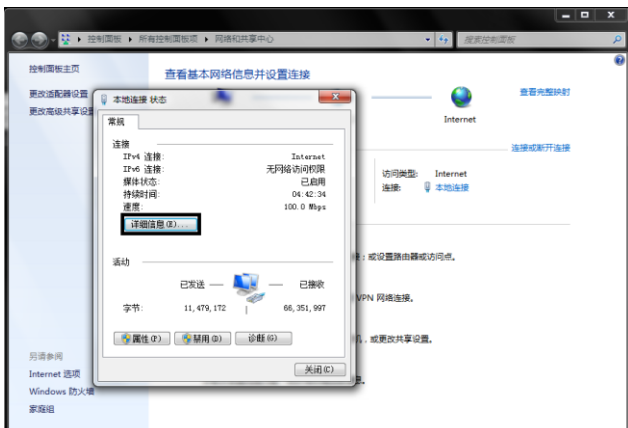 控制面板 ▸ 所有控制面板项 ▸ 网络和共享中心
搜索控制面板
控制面板主页
更改适配器设置
更改高级共享设
查看基本网络信息并设置连接
查看完整映射
Internet
连接或断开连接
访问类型: Internet
连接: 本地连接
本地连接 状态
常规
连接
IPv4 连接: Internet
IPv6 连接: 无网络访问权限
媒体状态: 已启用
持续时间: 04:42:34
速度: 100.0 Mbps
详细信息(E)...
活动
已发送 — — 已接收
字节: 11,479,172 | 66,351,997
属性(P) 禁用(D) 诊断(G)
关闭(C)
；或设置路由器或访问点。
VPN 网络连接。
几，或更改共享设置。
另请参阅
Internet 选项
Windows 防火墙
家庭组